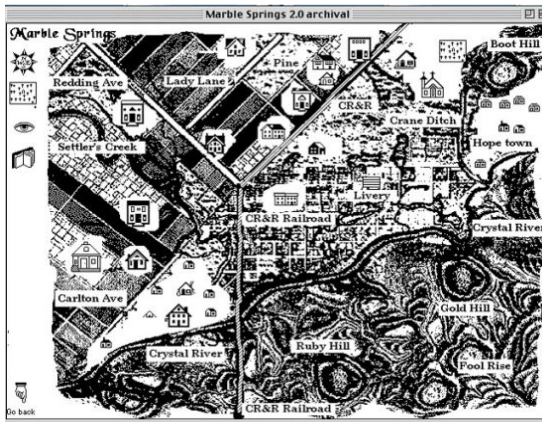 Marble Springs 2.0 archival
Marble Springs
Boot Hill
Redding Ave
Lady Lane
Pine
CR&R
Crane Ditch
Settler's Creek
Hope town
Livery
CR&R Railroad
Crystal River
Carlton Ave
Gold Hill
Crystal River
Ruby Hill
Fool Rise
Go back
CR&R Railroad